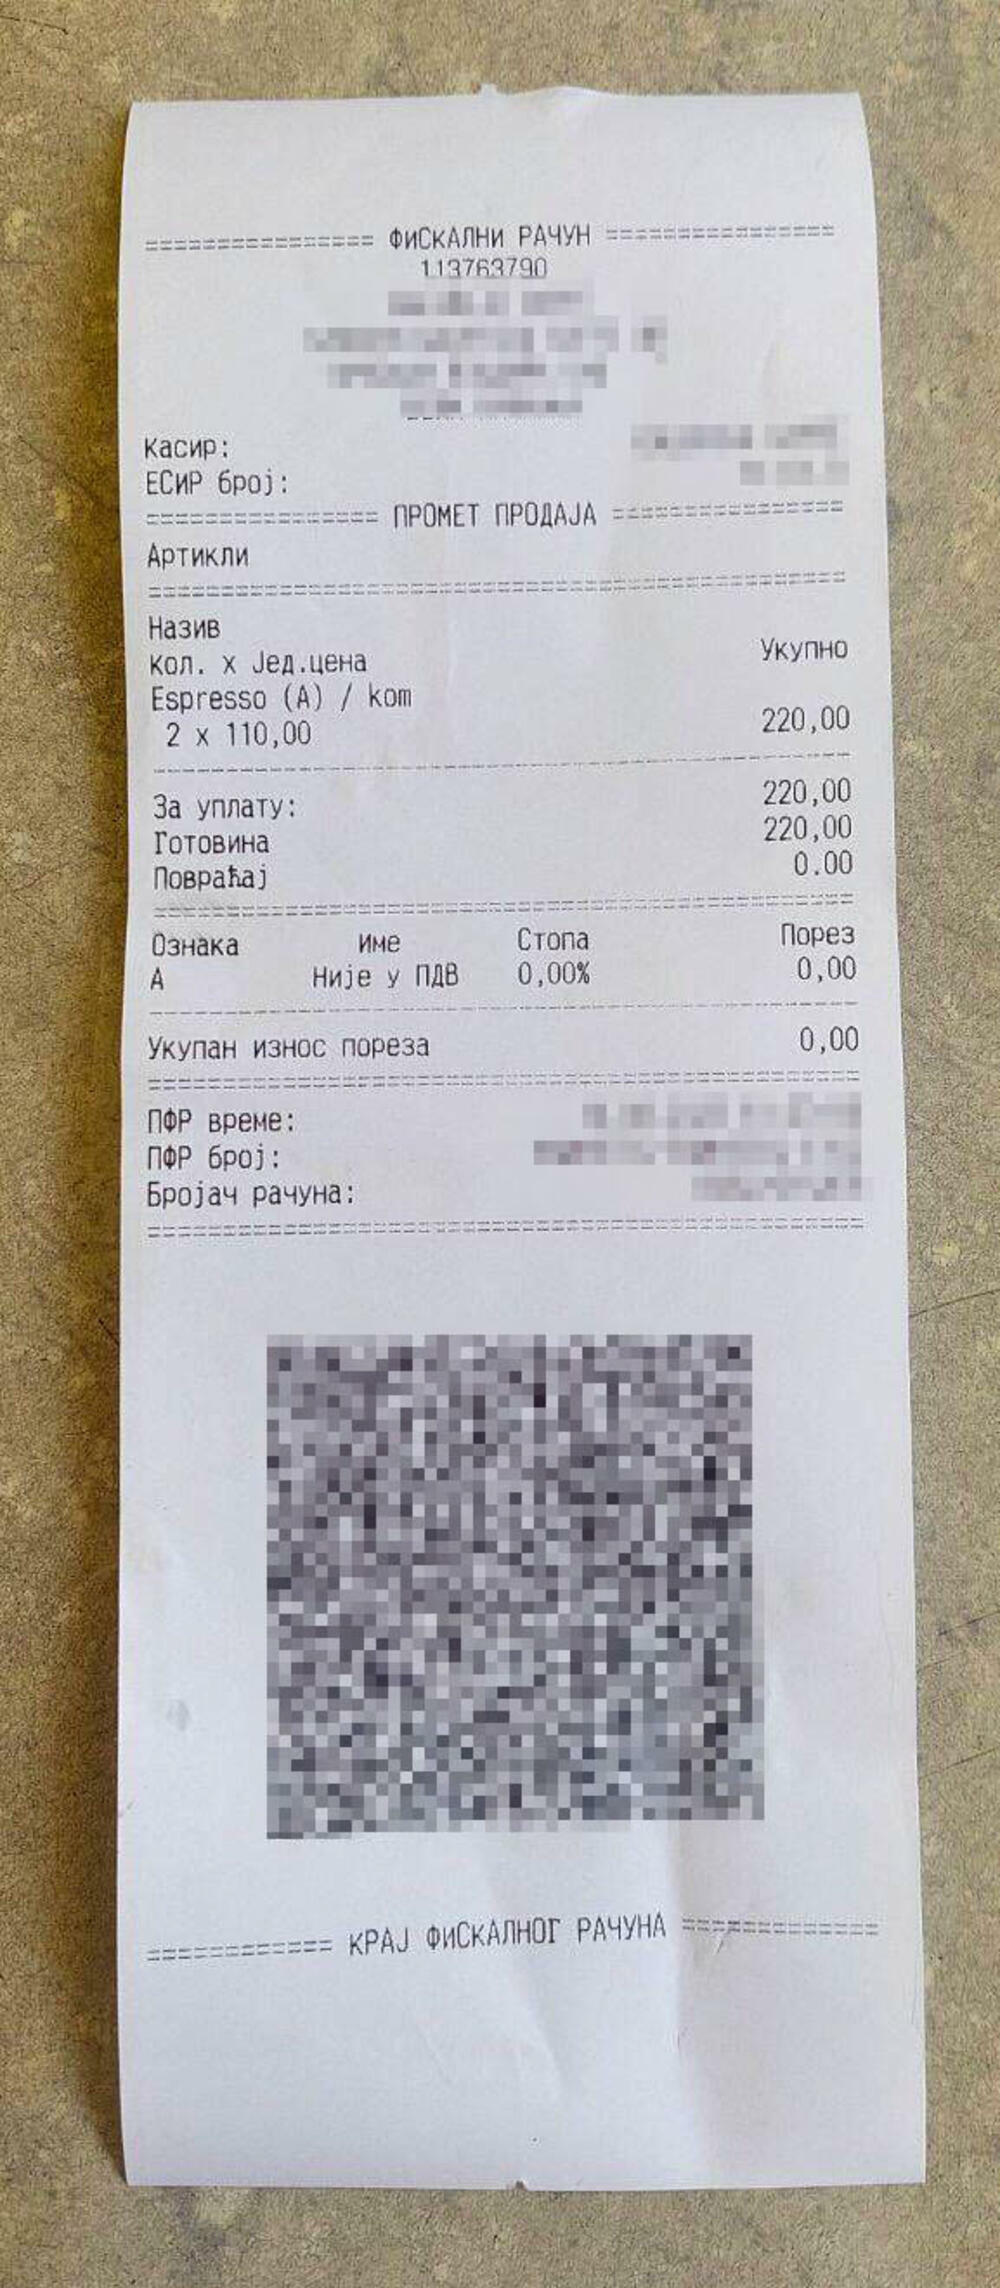 ================ ФИСКАЛНИ РАЧУН ================
113763790
Касир:
ЕСИР број:
================ ПРОМЕТ ПРОДАЈА ================
Артикли
Назив
Кол. x Јед.цена Укупно
Espresso (A) / kom
2 x 110,00 220,00
За уплату: 220,00
Готовина 220,00
Повраћај 0.00
Ознака Име Стопа Порез
А Није у ПДВ 0,00% 0,00
Укупан износ пореза 0,00
ПФР време:
ПФР број:
Бројач рачуна:
============ КРАЈ ФИСКАЛНОГ РАЧУНА ============